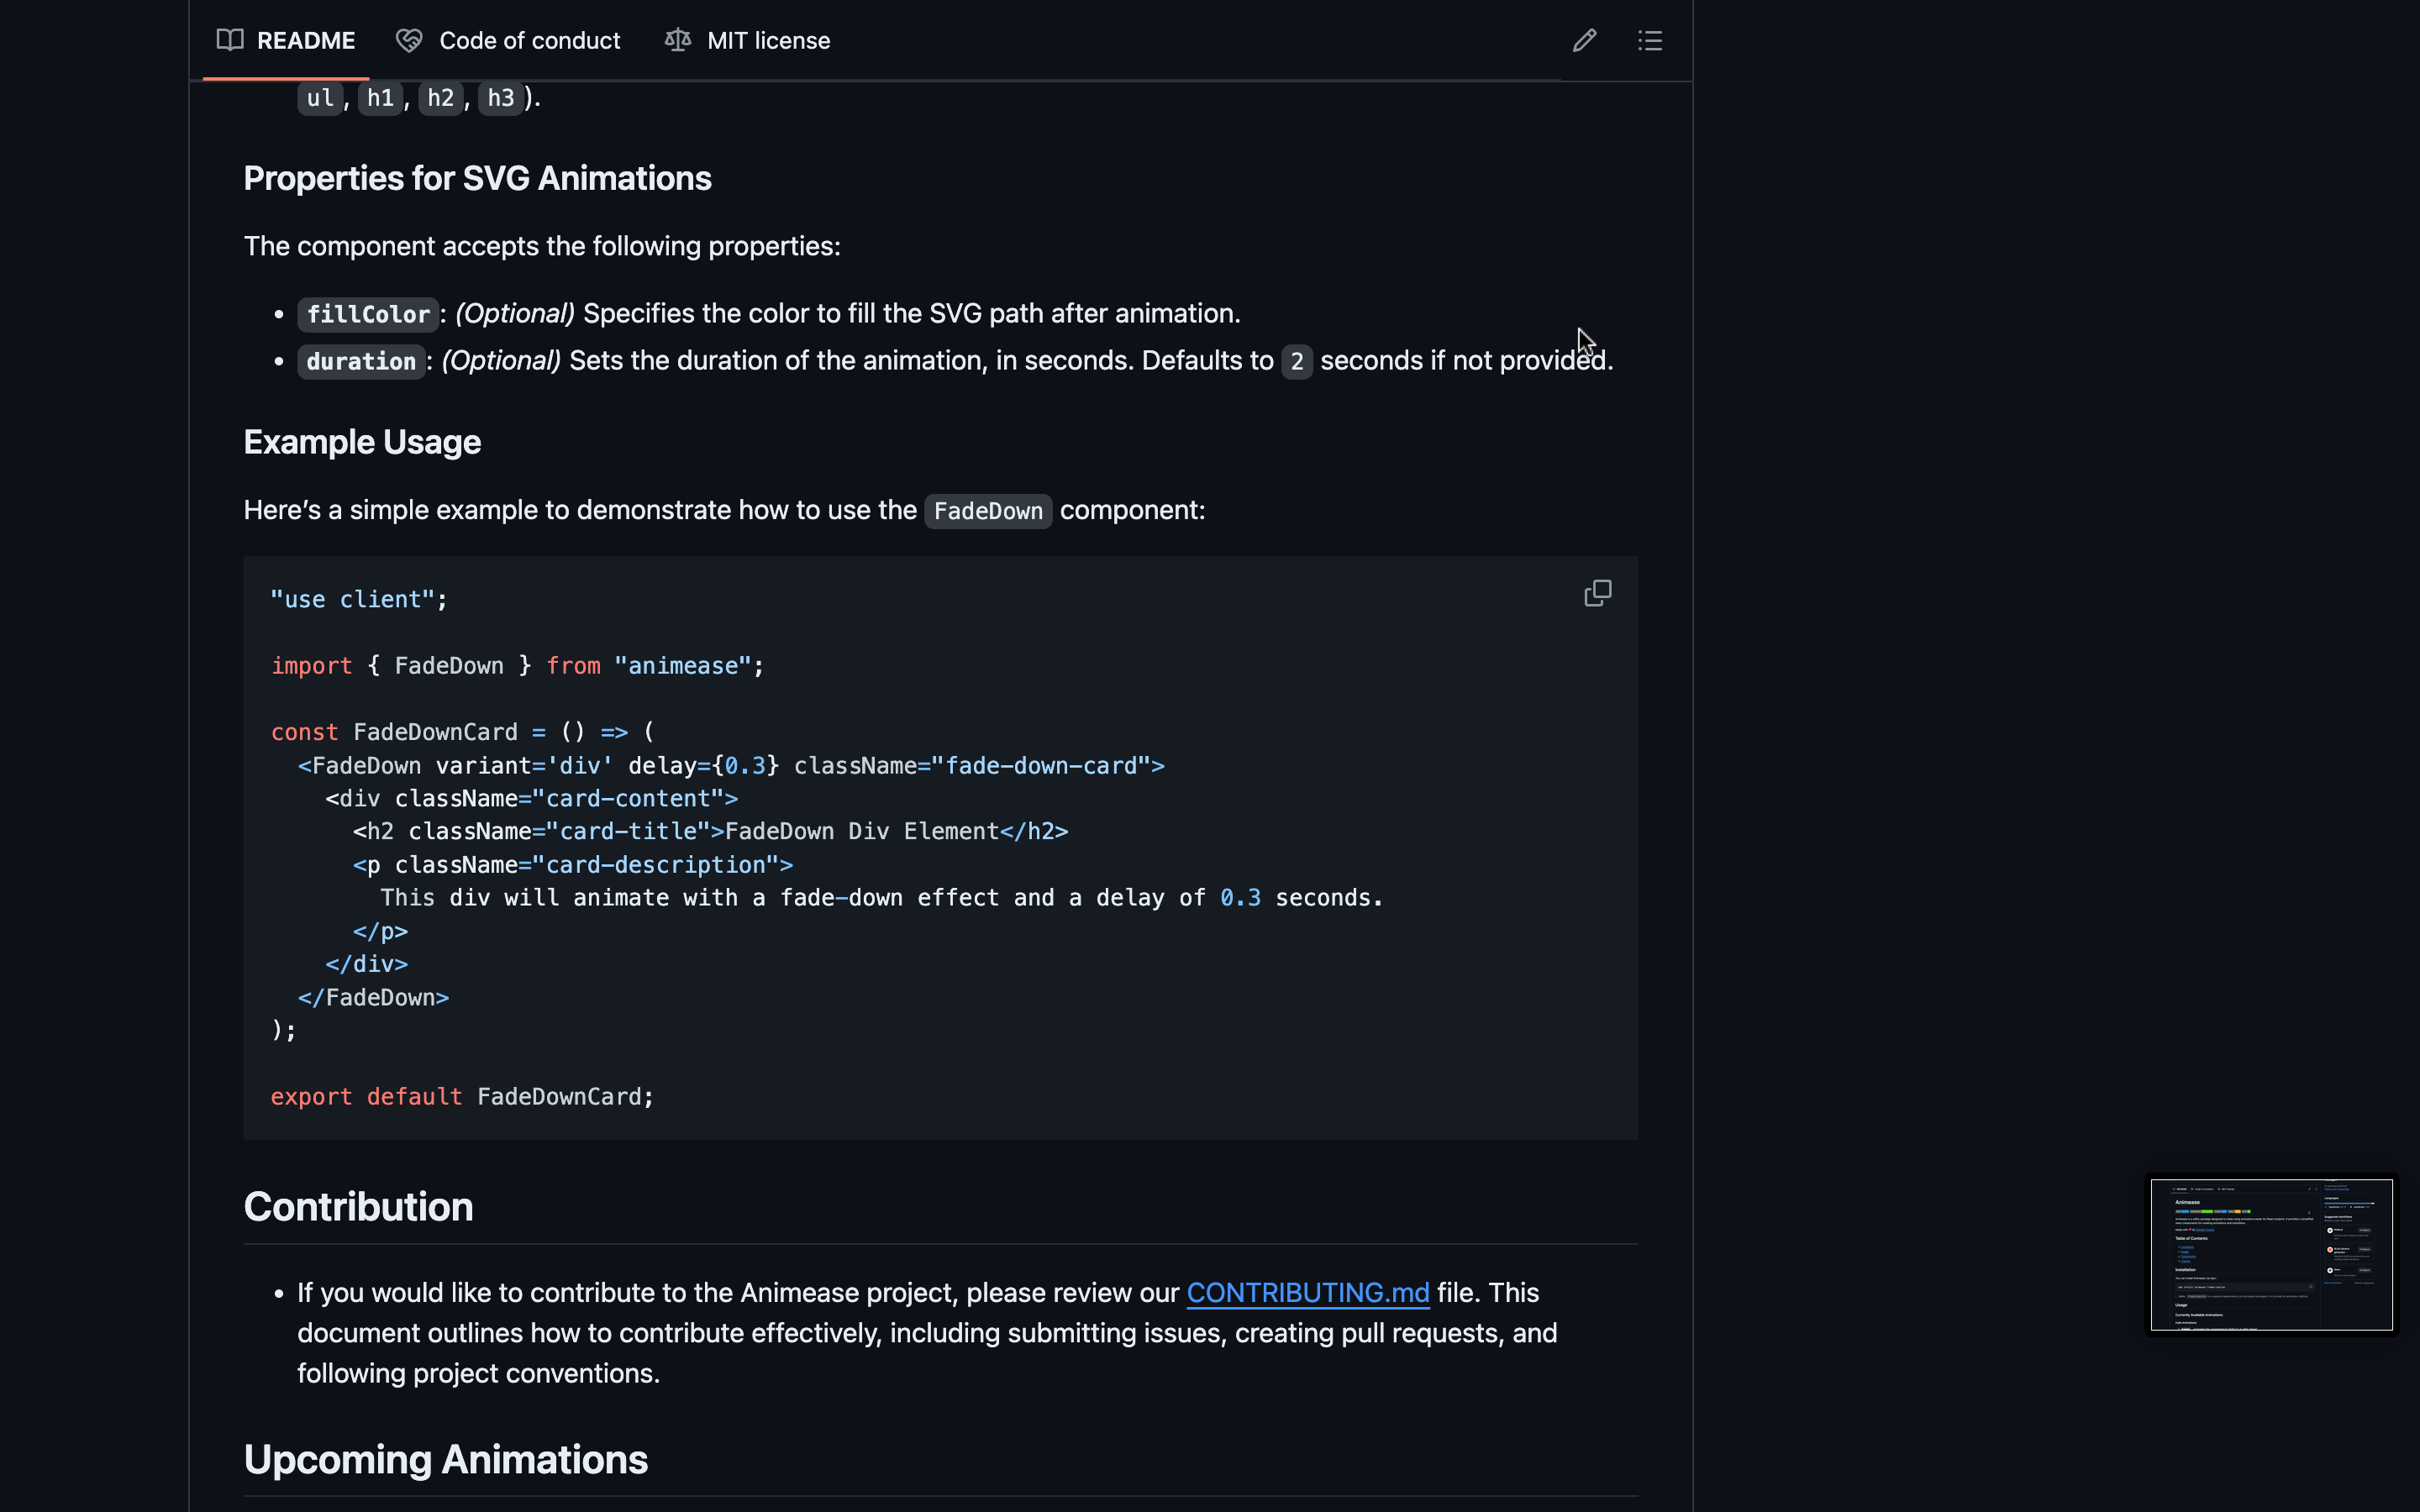 README Code of conduct MIT license
ul, h1, h2, h3).
Properties for SVG Animations
The component accepts the following properties:
• fillColor: (Optional) Specifies the color to fill the SVG path after animation.
• duration: (Optional) Sets the duration of the animation, in seconds. Defaults to 2 seconds if not provided.
Example Usage
Here’s a simple example to demonstrate how to use the FadeDown component:
"use client";
import { FadeDown } from "animease";
const FadeDownCard = () => (
  <FadeDown variant='div' delay={0.3} className="fade-down-card">
    <div className="card-content">
      <h2 className="card-title">FadeDown Div Element</h2>
      <p className="card-description">
        This div will animate with a fade-down effect and a delay of 0.3 seconds.
      </p>
    </div>
  </FadeDown>
);
export default FadeDownCard;
Contribution
• If you would like to contribute to the Animease project, please review our CONTRIBUTING.md file. This
document outlines how to contribute effectively, including submitting issues, creating pull requests, and
following project conventions.
Upcoming Animations
Animease
Table of Contents
Installation
Usage